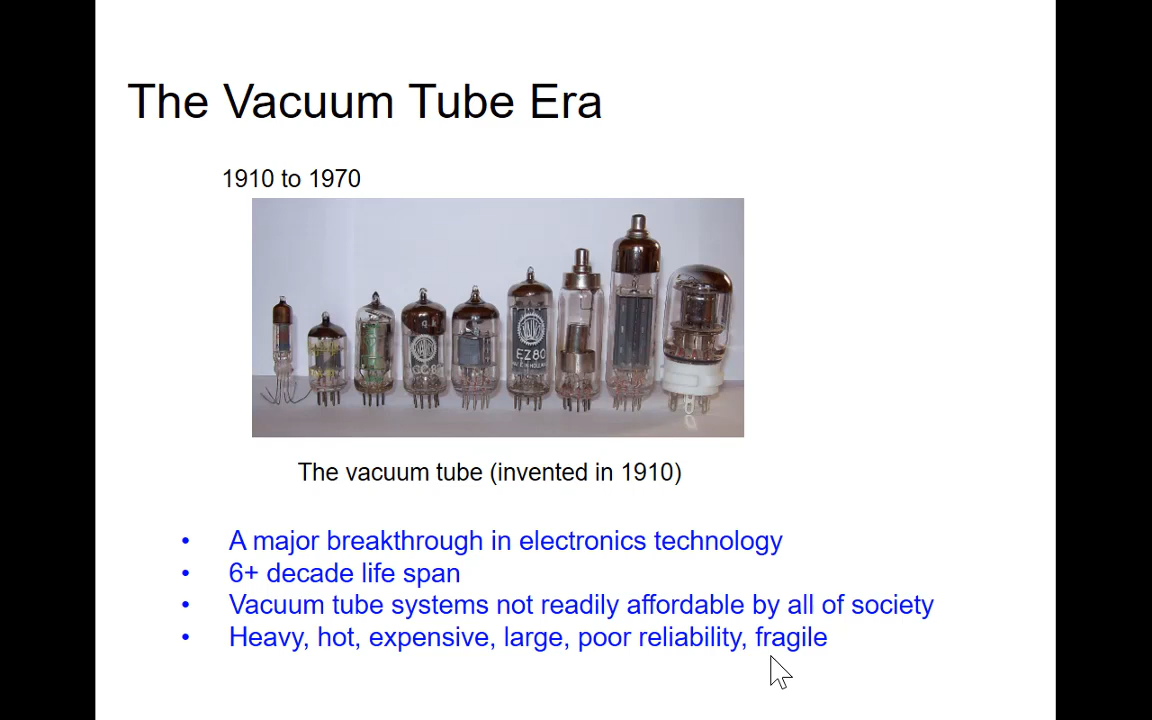 The Vacuum Tube Era
1910 to 1970
EZ80
The vacuum tube (invented in 1910)
• A major breakthrough in electronics technology
• 6+ decade life span
• Vacuum tube systems not readily affordable by all of society
• Heavy, hot, expensive, large, poor reliability, fragile